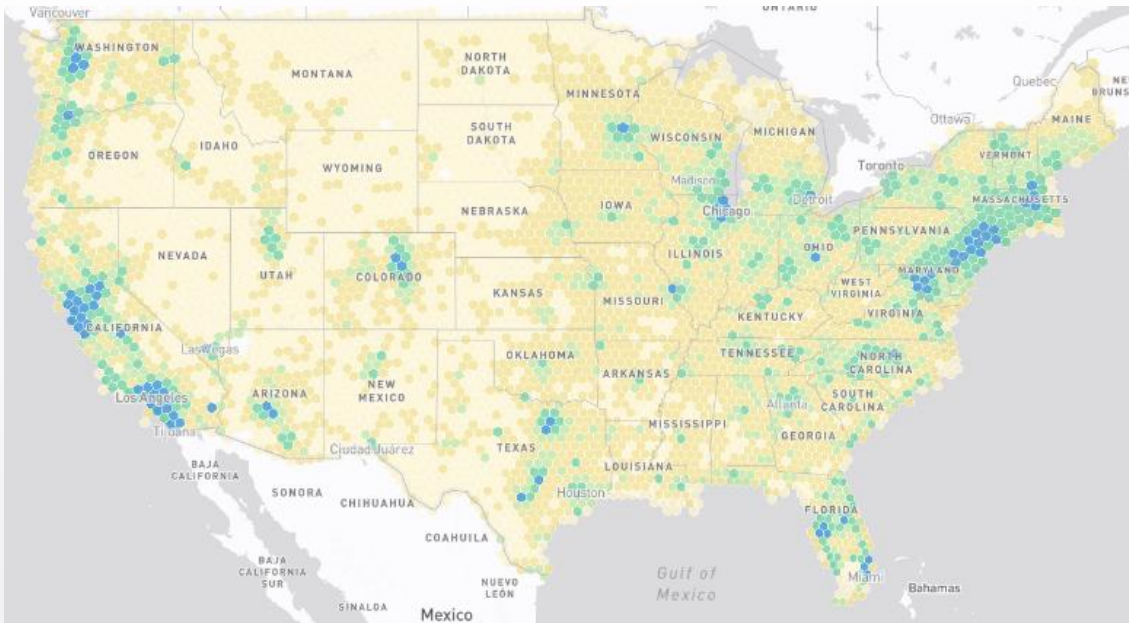 Vancouver
ONTARIO
WASHINGTON
NORTH
DAKOTA
MONTANA
Quebec
NE
BRUNS
MINNESOTA
MAINE
Ottawa
SOUTH
DAKOTA
WISCONSIN
MICHIGAN
OREGON
IDAHO
VERMONT
WYOMING
Toronto
Madison
Detroit
MASSACHUSETTS
NEBRASKA
IOWA
Chicago
PENNSYLVANIA
NEVADA
UTAH
COLORADO
ILLINOIS
OHIO
MARYLAND
WEST
VIRGINIA
KANSAS
MISSOURI
VIRGINIA
CALIFORNIA
KENTUCKY
Las Vegas
OKLAHOMA
TENNESSEE
NORTH
CAROLINA
ARKANSAS
Los Angeles
ARIZONA
NEW
MEXICO
SOUTH
CAROLINA
Atlanta
MISSISSIPPI
Tijuana
GEORGIA
TEXAS
Ciudad Juárez
LOUISIANA
BAJA
CALIFORNIA
SONORA
Houston
CHIHUAHUA
FLORIDA
COAHUILA
BAJA
CALIFORNIA
SUR
Gulf of
Mexico
Miami
NUEVO
LEÓN
Bahamas
SINALOA
Mexico